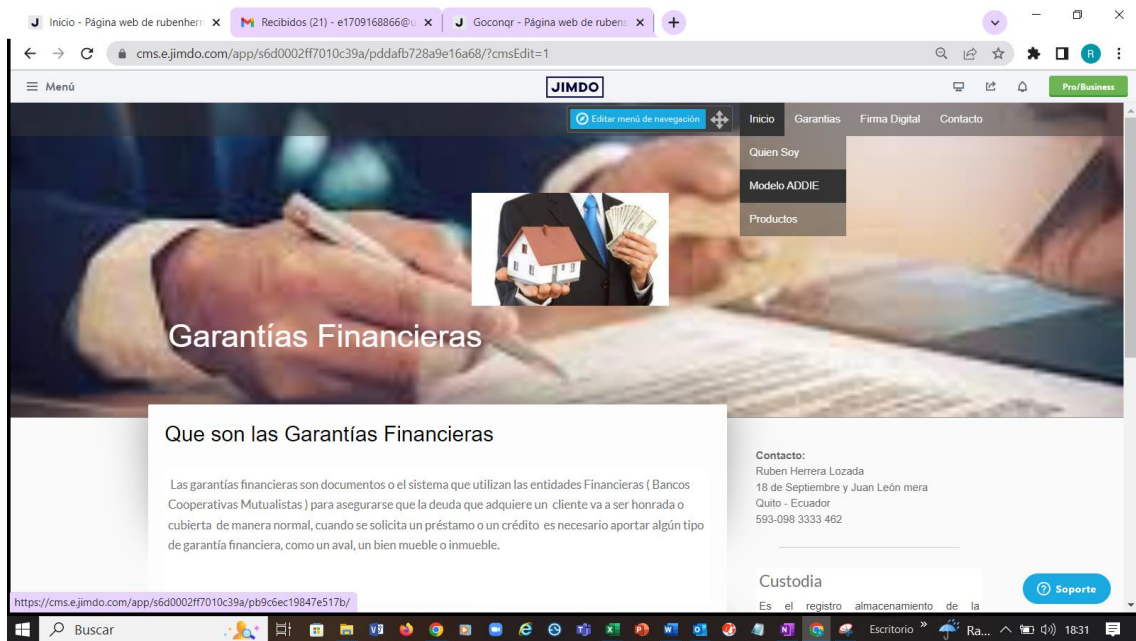 Inicio - Página web de rubenhern
Recibidos (21) - e1709168866@u
Goconqr - Página web de rubens
cms.e.jimdo.com/app/s6d0002ff7010c39a/pddafb728a9e16a68/?cmsEdit=1
R
Menú
JIMDO
Pro/Business
Editar menú de navegación
Inicio
Garantias
Firma Digital
Contacto
Quien Soy
Modelo ADDIE
Productos
Garantías Financieras
Que son las Garantías Financieras
Las garantías financieras son documentos o el sistema que utilizan las entidades Financieras ( Bancos
Cooperativas Mutualistas ) para asegurarse que la deuda que adquiere un cliente va a ser honrada o
cubierta de manera normal, cuando se solicita un préstamo o un crédito es necesario aportar algún tipo
de garantía financiera, como un aval, un bien mueble o inmueble.
Contacto:
Ruben Herrera Lozada
18 de Septiembre y Juan León mera
Quito - Ecuador
593-098 3333 462
Custodia
Es el registro almacenamiento de la
Soporte
https://cms.e.jimdo.com/app/s6d0002ff7010c39a/pb9c6ec19847e517b/
Buscar
Escritorio
Ra...
18:31